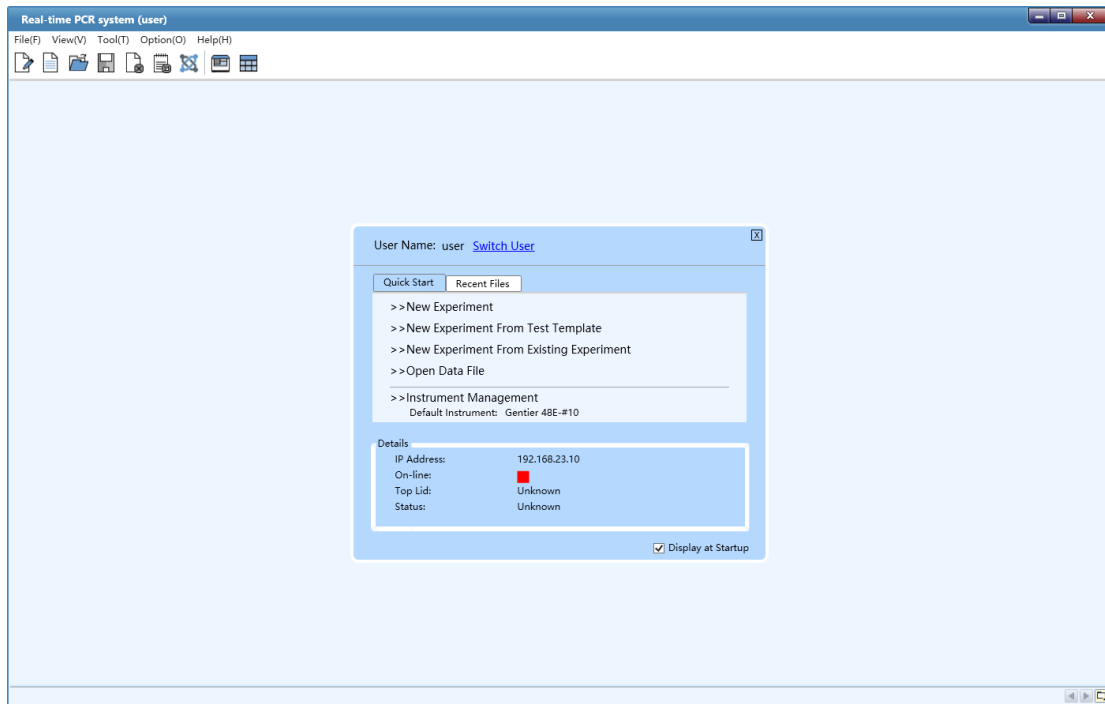 Real-time PCR system (user)
File(F) View(V) Tool(T) Option(O) Help(H)
User Name: user Switch User
X
Quick Start Recent Files
>>New Experiment
>>New Experiment From Test Template
>>New Experiment From Existing Experiment
>>Open Data File
>>Instrument Management
Default Instrument: Gentier 48E-#10
Details
IP Address: 192.168.23.10
On-line:
Top Lid: Unknown
Status: Unknown
Display at Startup